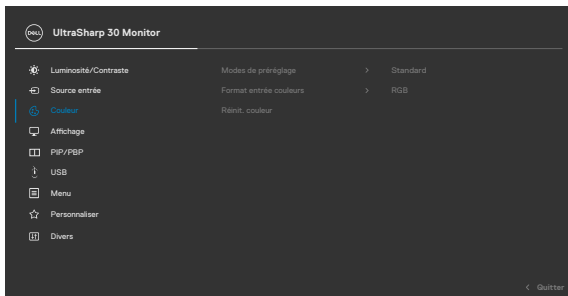 DELL UltraSharp 30 Monitor
Luminosité/Contraste Modes de préréglage > Standard
Source entrée Format entrée couleurs > RGB
Couleur Réinit. couleur
Affichage
PIP/PBP
USB
Menu
Personnaliser
Divers
< Quitter